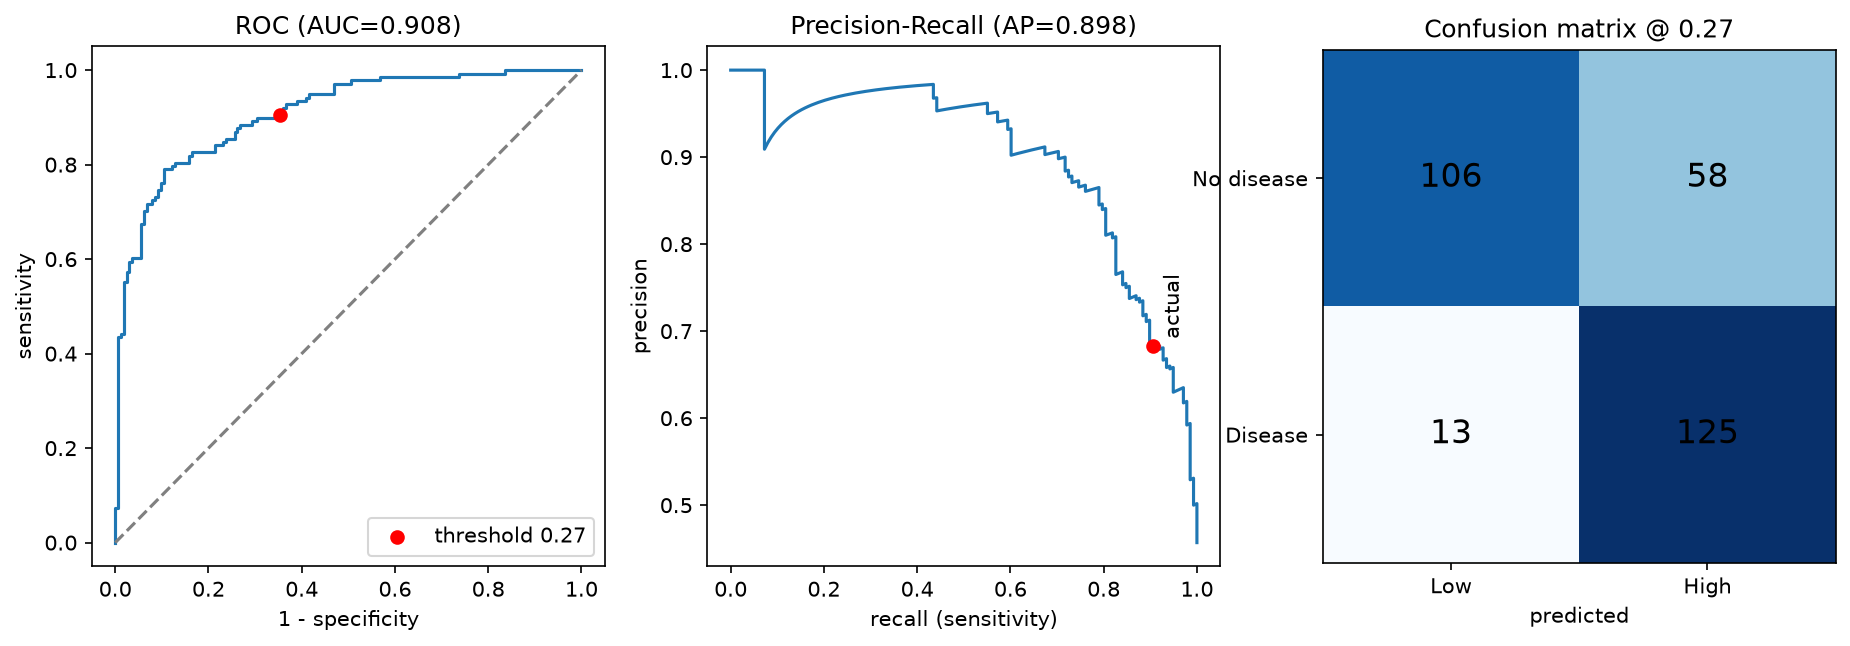 ROC (AUC=0.908)
sensitivity
1.0
0.8
0.6
0.4
0.2
0.0
threshold 0.27
0.0 0.2 0.4 0.6 0.8 1.0
1 - specificity
Precision-Recall (AP=0.898)
precision
1.0
0.9
0.8
0.7
0.6
0.5
0.0 0.2 0.4 0.6 0.8 1.0
recall (sensitivity)
Confusion matrix @ 0.27
actual
No disease 106 58
Disease 13 125
Low High
predicted